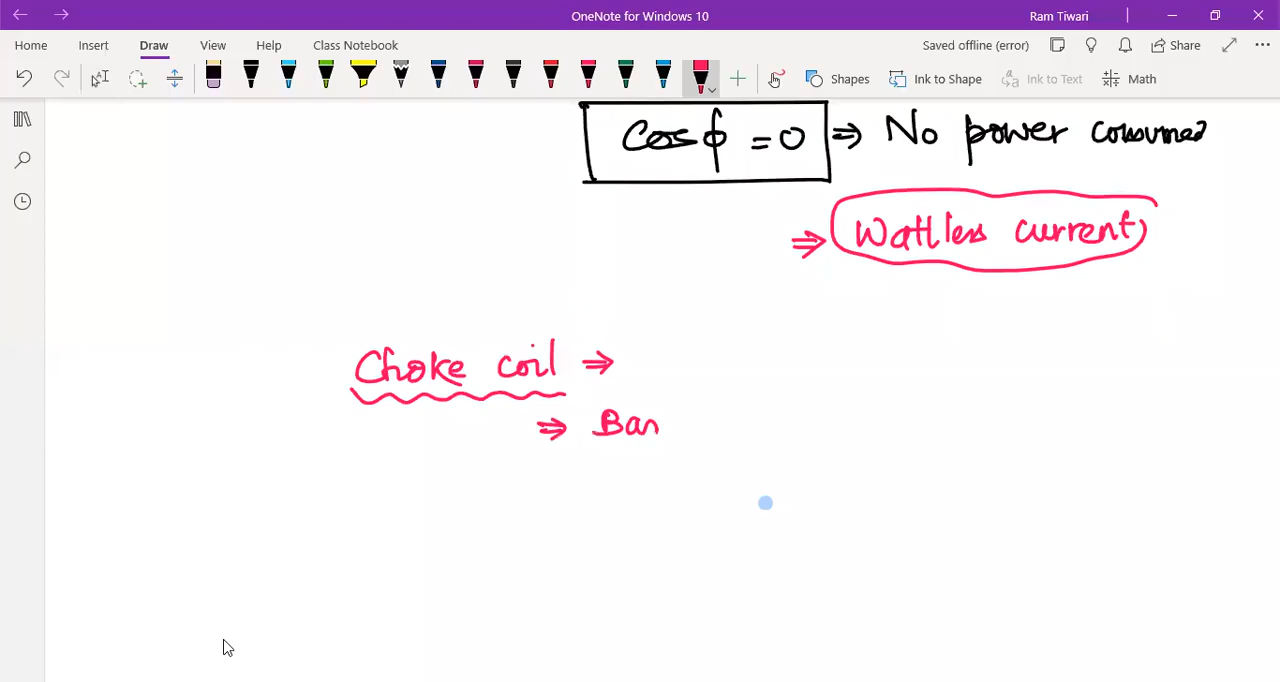 OneNote for Windows 10
Ram Tiwari
Home Insert Draw View Help Class Notebook
Saved offline (error) Share
Shapes Ink to Shape Ink to Text Math
Cosϕ = 0 ⇒ No power consumed
⇒ Wattless current
Choke coil ⇒
⇒ Ban